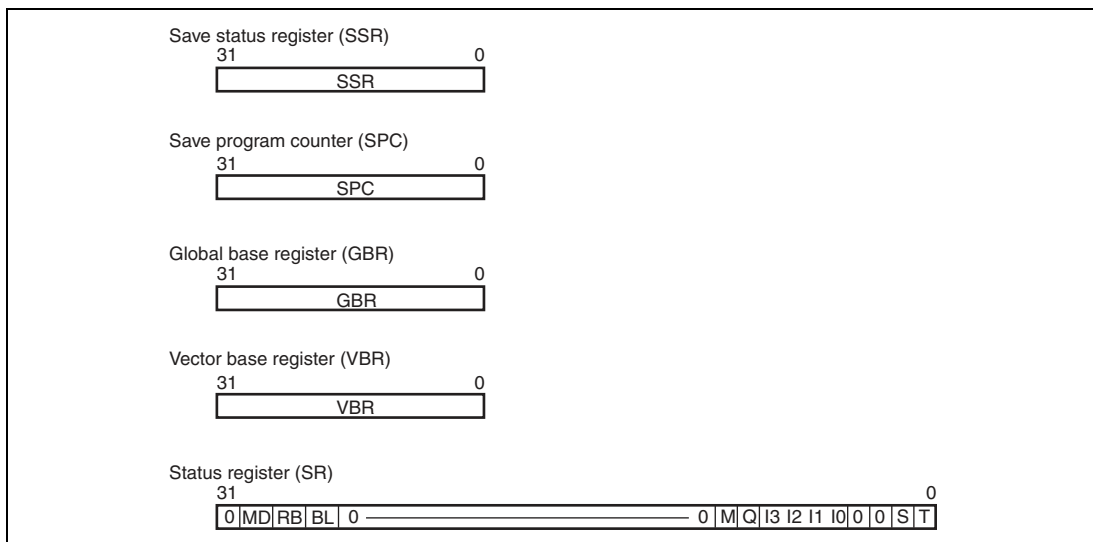 Save status register (SSR)
31 0
SSR
Save program counter (SPC)
31 0
SPC
Global base register (GBR)
31 0
GBR
Vector base register (VBR)
31 0
VBR
Status register (SR)
31 0
0 MD RB BL 0 0 M Q I3 I2 I1 I0 0 0 S T